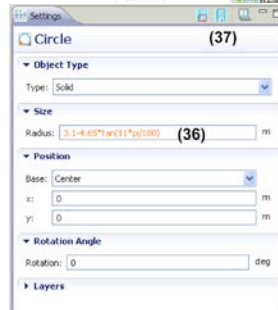 Settings
Circle (37)
Object Type
Type: Solid
Size
Radius: 3.1-4.65*tan(11*pi/180) (36) m
Position
Base: Center
x: 0 m
y: 0 m
Rotation Angle
Rotation: 0 deg
Layers